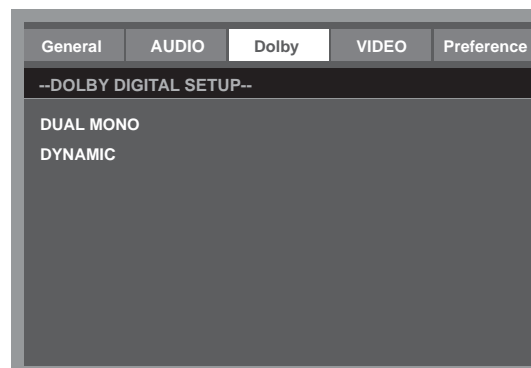 General AUDIO Dolby VIDEO Preference
--DOLBY DIGITAL SETUP--
DUAL MONO
DYNAMIC